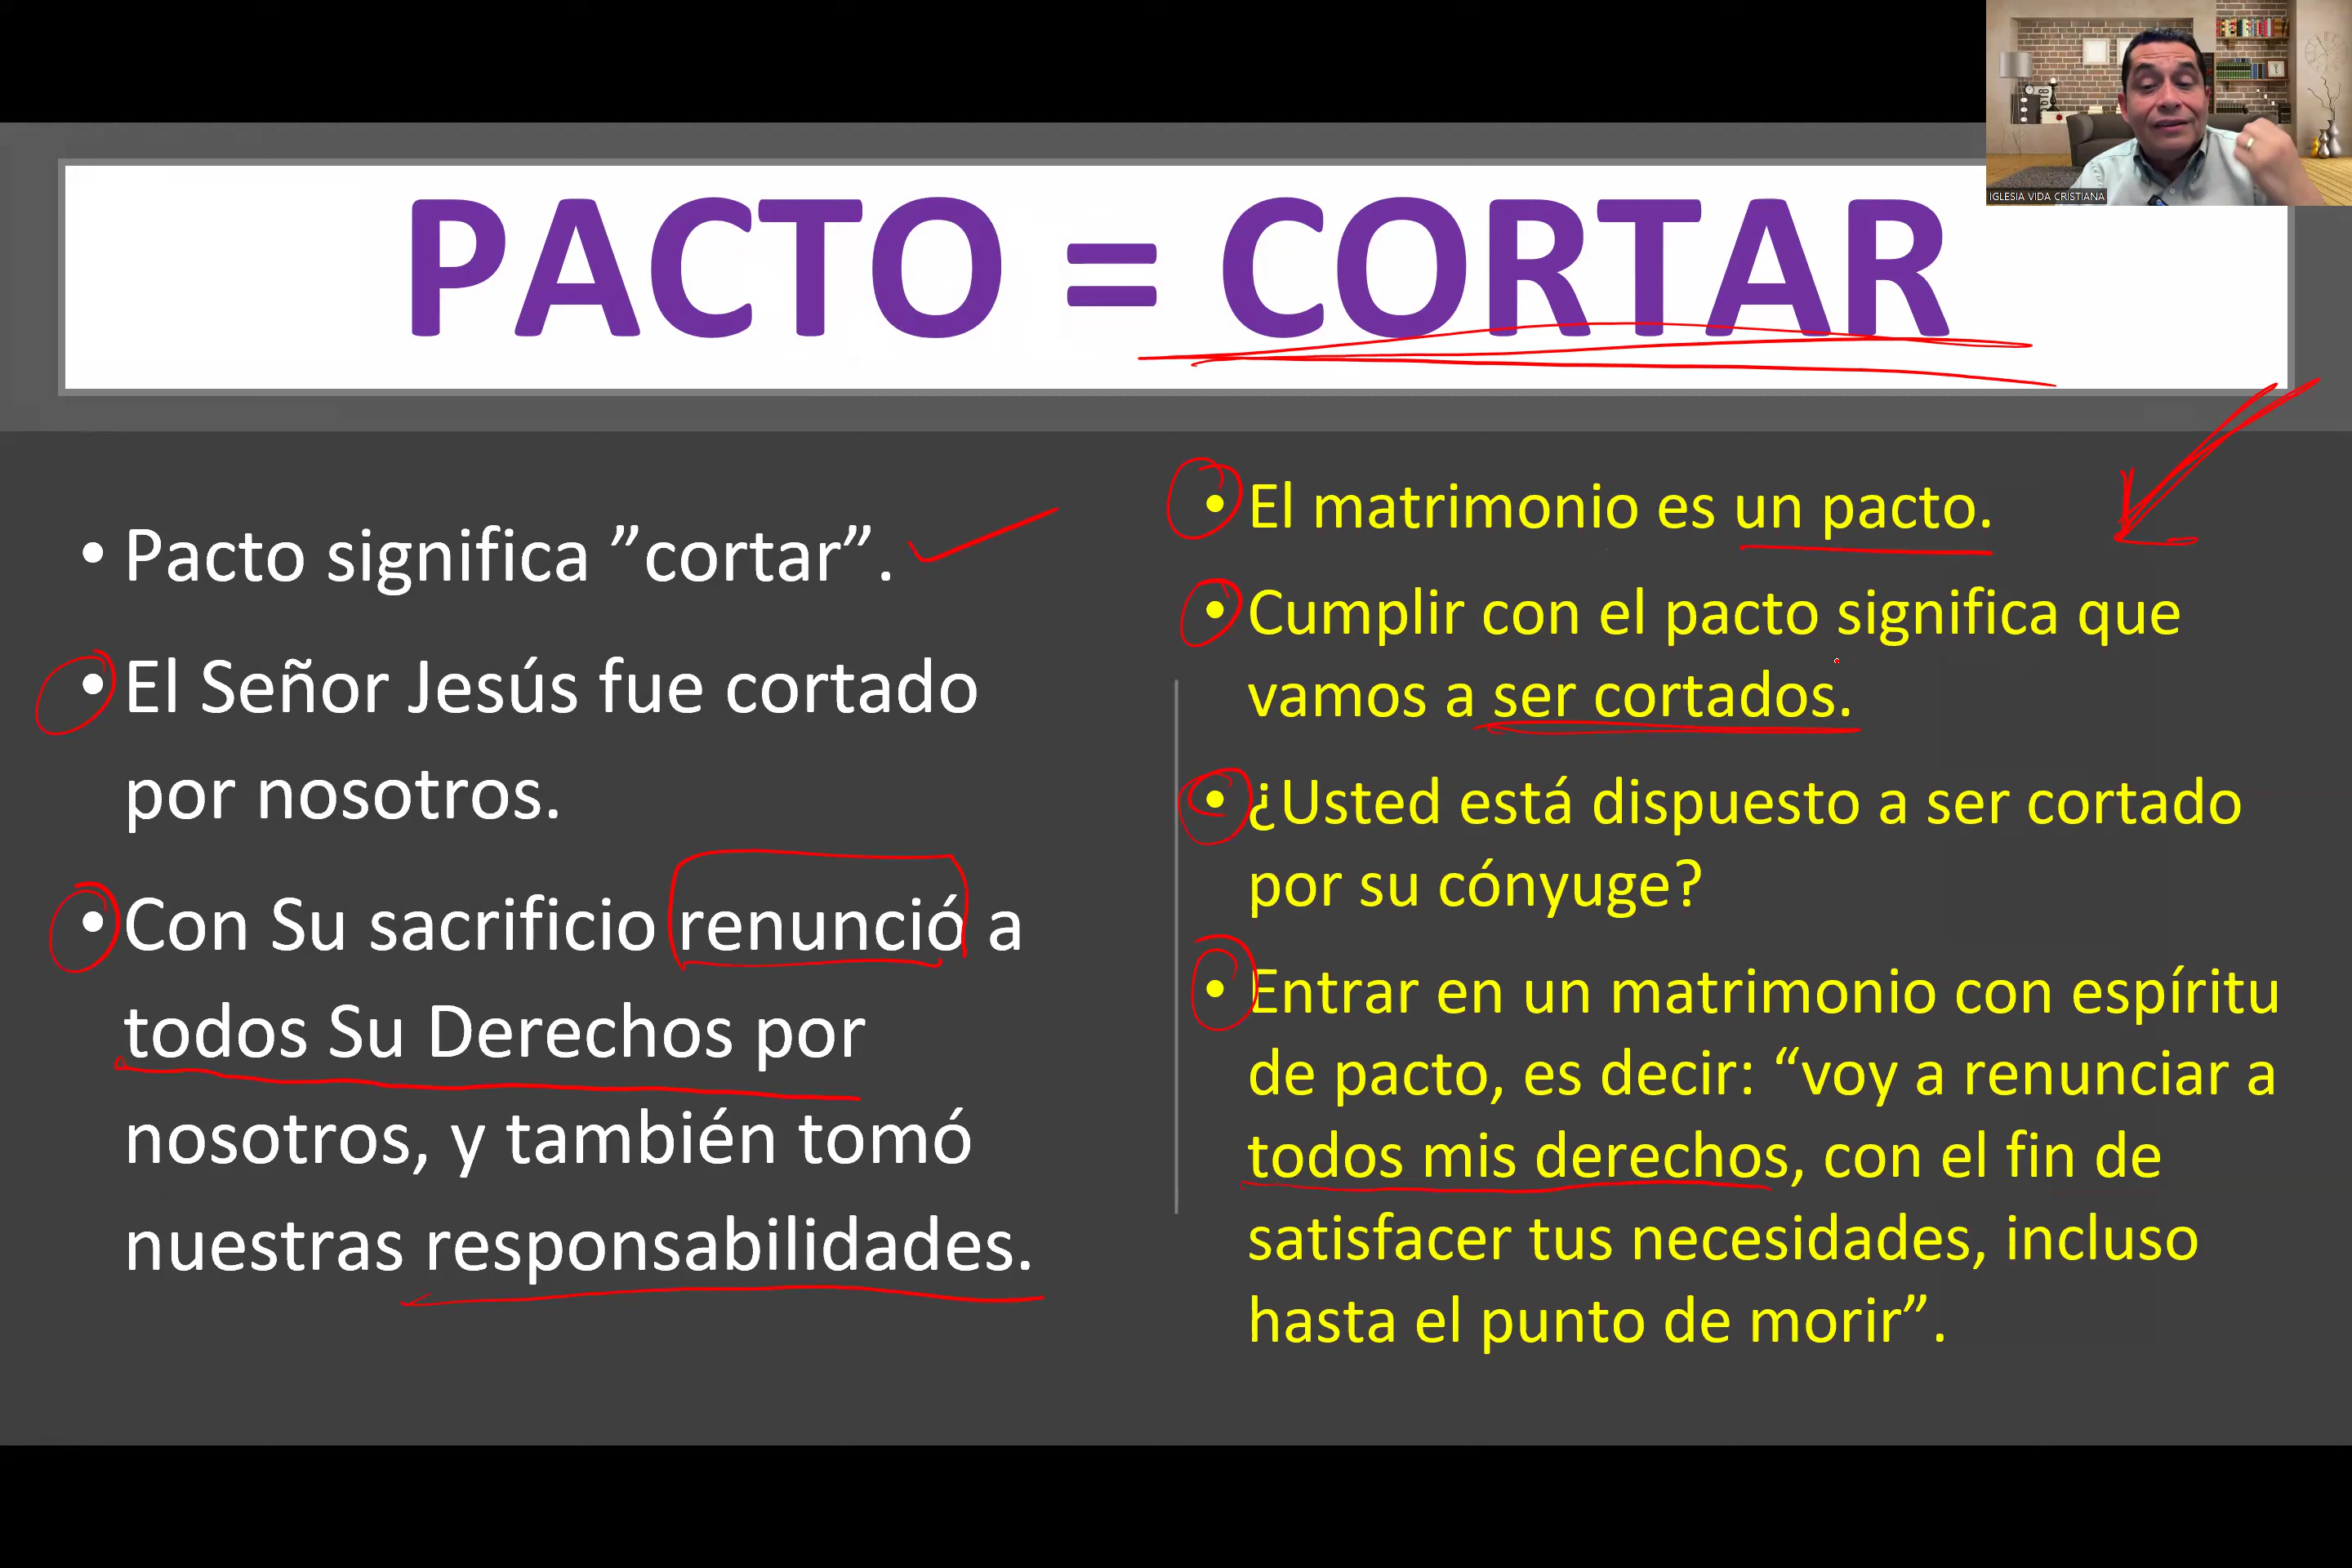 IGLESIA VIDA CRISTIANA
PACTO = CORTAR
• Pacto significa ”cortar”.
• El Señor Jesús fue cortado
por nosotros.
• Con Su sacrificio renunció a
todos Su Derechos por
nosotros, y también tomó
nuestras responsabilidades.
• El matrimonio es un pacto.
• Cumplir con el pacto significa que
vamos a ser cortados.
• ¿Usted está dispuesto a ser cortado
por su cónyuge?
• Entrar en un matrimonio con espíritu
de pacto, es decir: “voy a renunciar a
todos mis derechos, con el fin de
satisfacer tus necesidades, incluso
hasta el punto de morir”.